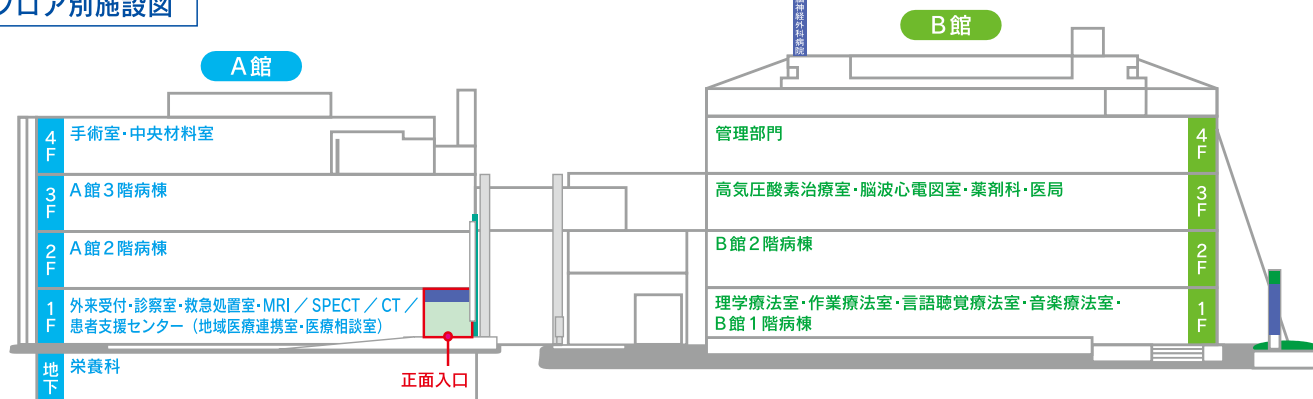 フロア別施設図
神経外科病院
A館
B館
4F
手術室・中央材料室
3F
A館3階病棟
2F
A館2階病棟
1F
外来受付・診察室・救急処置室・MRI／SPECT／CT／
患者支援センター（地域医療連携室・医療相談室）
地下
栄養科
正面入口
管理部門
4F
高気圧酸素治療室・脳波心電図室・薬剤科・医局
3F
B館2階病棟
2F
理学療法室・作業療法室・言語聴覚療法室・音楽療法室・
B館1階病棟
1F